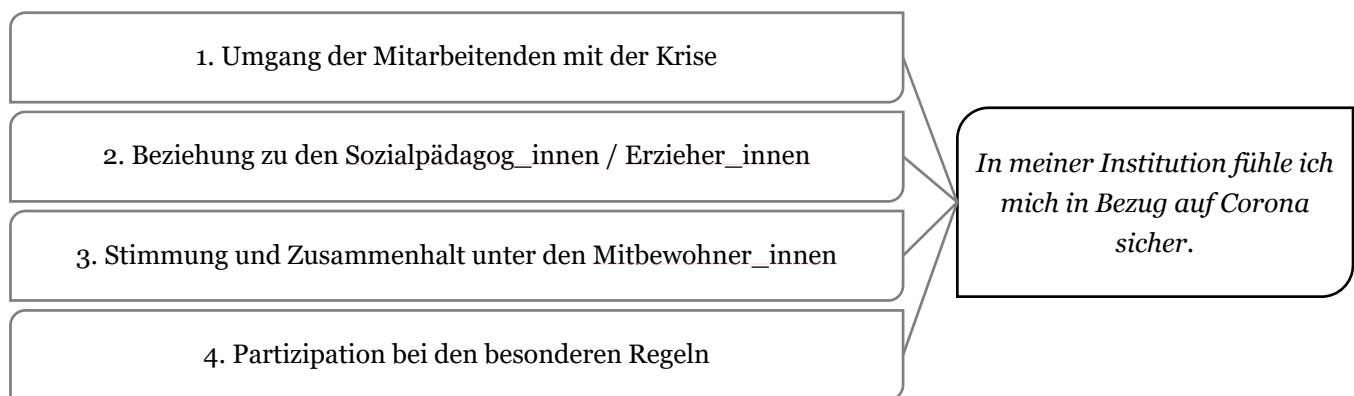 1. Umgang der Mitarbeitenden mit der Krise
2. Beziehung zu den Sozialpädagog_innen / Erzieher_innen
3. Stimmung und Zusammenhalt unter den Mitbewohner_innen
4. Partizipation bei den besonderen Regeln
In meiner Institution fühle ich
mich in Bezug auf Corona
sicher.